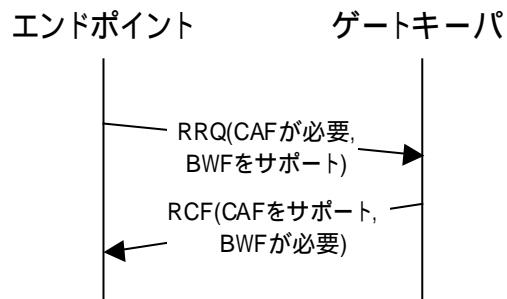 エンドポイント
ゲートキーパ
RRQ(CAFが必要,
BWFをサポート)
RCF(CAFをサポート,
BWFが必要)